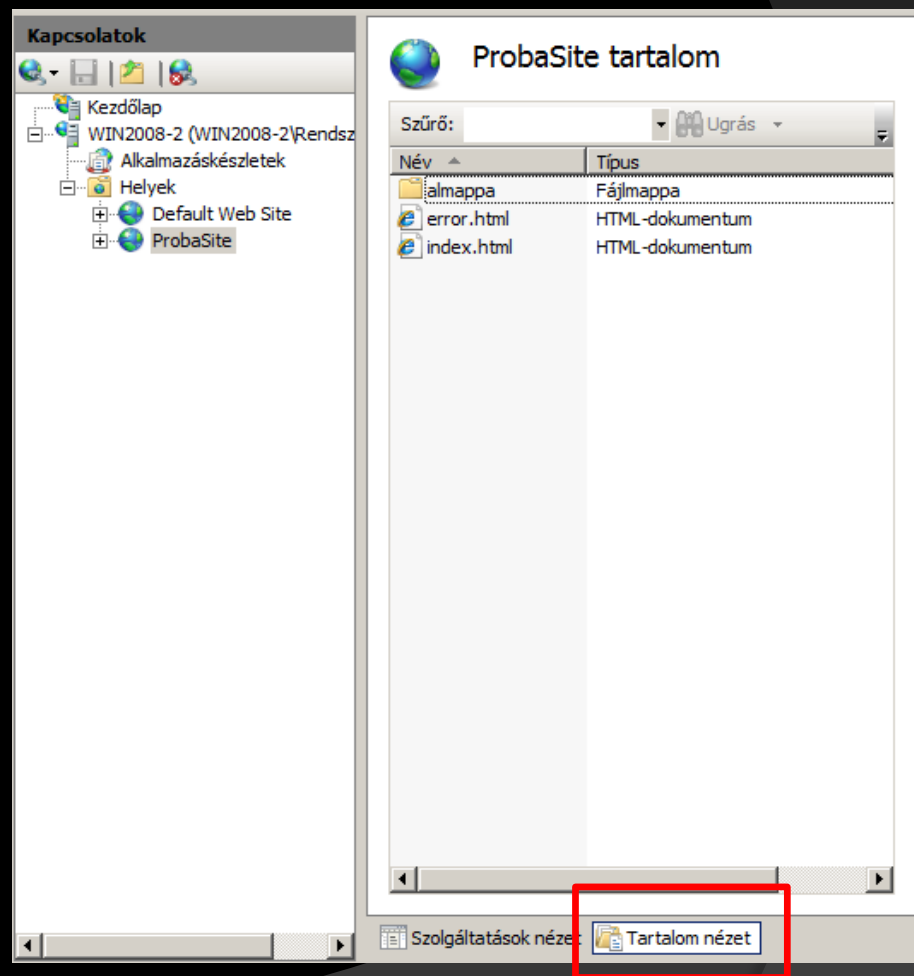 Kapcsolatok
Kezdőlap
WIN2008-2 (WIN2008-2\Rendsz
Alkalmazáskészletek
Helyek
Default Web Site
ProbaSite
ProbaSite tartalom
Szűrő: Ugrás
Név Típus
almappa Fájlmappa
error.html HTML-dokumentum
index.html HTML-dokumentum
Szolgáltatások nézet Tartalom nézet